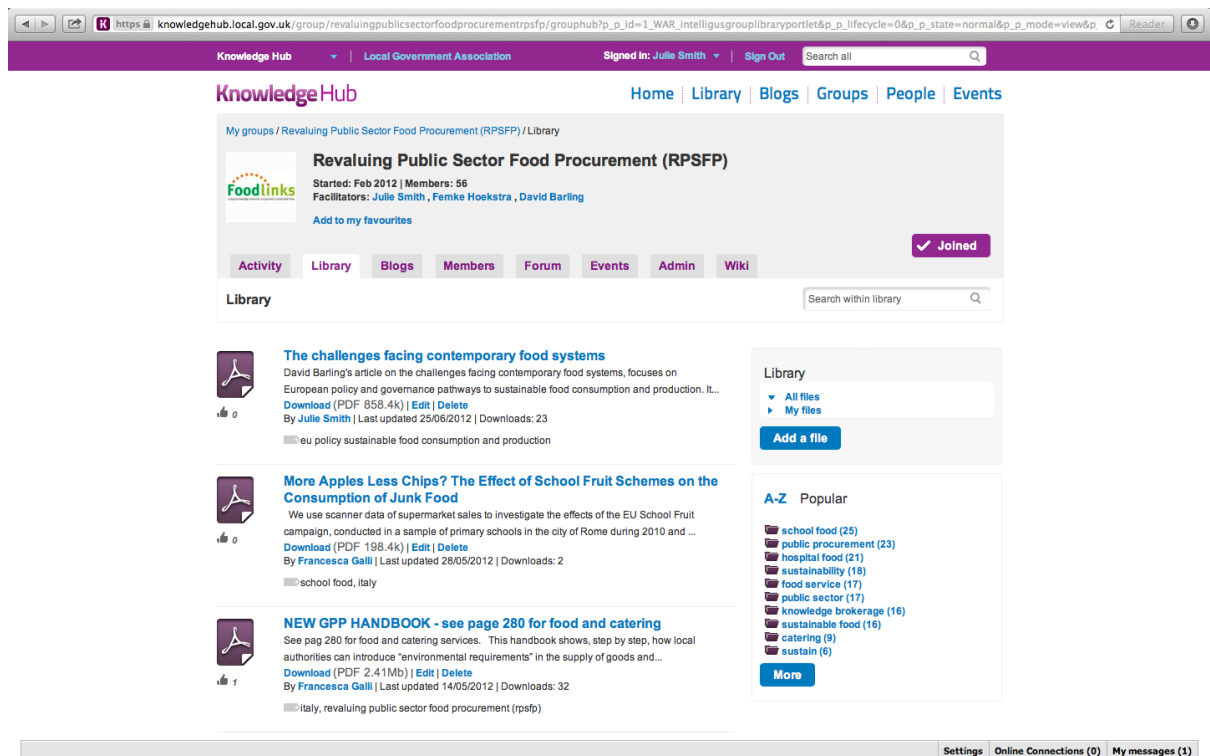 https knowledgehub.local.gov.uk/group/revaluingpublicsectorfoodprocurementrpsfp/grouphub?p_p_id=1_WAR_intelligusgrouplibraryportlet&p_p_lifecycle=0&p_p_state=normal&p_p_mode=view&p_ Reader
Knowledge Hub | Local Government Association Signed in: Julie Smith | Sign Out Search all
Knowledge Hub Home Library Blogs Groups People Events
My groups / Revaluing Public Sector Food Procurement (RPSFP) / Library
Revaluing Public Sector Food Procurement (RPSFP)
Foodlinks
Started: Feb 2012 | Members: 56
Facilitators: Julie Smith , Femke Hoekstra , David Barling
Add to my favourites
Joined
Activity Library Blogs Members Forum Events Admin Wiki
Library Search within library
The challenges facing contemporary food systems
David Barling's article on the challenges facing contemporary food systems, focuses on
European policy and governance pathways to sustainable food consumption and production. It...
Download (PDF 858.4k) | Edit | Delete
0
By Julie Smith | Last updated 25/06/2012 | Downloads: 23
eu policy sustainable food consumption and production
More Apples Less Chips? The Effect of School Fruit Schemes on the
Consumption of Junk Food
We use scanner data of supermarket sales to investigate the effects of the EU School Fruit
campaign, conducted in a sample of primary schools in the city of Rome during 2010 and ...
0
Download (PDF 198.4k) | Edit | Delete
By Francesca Galli | Last updated 28/05/2012 | Downloads: 2
school food, italy
NEW GPP HANDBOOK - see page 280 for food and catering
See pag 280 for food and catering services. This handbook shows, step by step, how local
authorities can introduce "environmental requirements" in the supply of goods and...
Download (PDF 2.41Mb) | Edit | Delete
1
By Francesca Galli | Last updated 14/05/2012 | Downloads: 32
italy, revaluing public sector food procurement (rpsfp)
Library
All files
My files
Add a file
A-Z Popular
school food (25)
public procurement (23)
hospital food (21)
sustainability (18)
food service (17)
public sector (17)
knowledge brokerage (16)
sustainable food (16)
catering (9)
sustain (6)
More
Settings Online Connections (0) My messages (1)